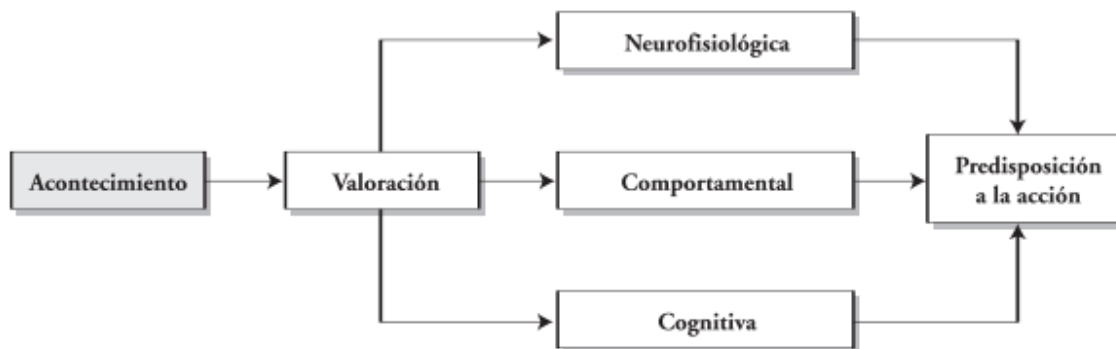 Neurofisiológica
Acontecimiento
Valoración
Comportamental
Predisposición
a la acción
Cognitiva